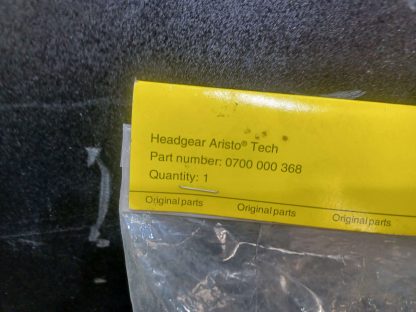 Headgear Aristo® Tech
Part number: 0700 000 368
Quantity: 1
Original parts Original parts Original parts